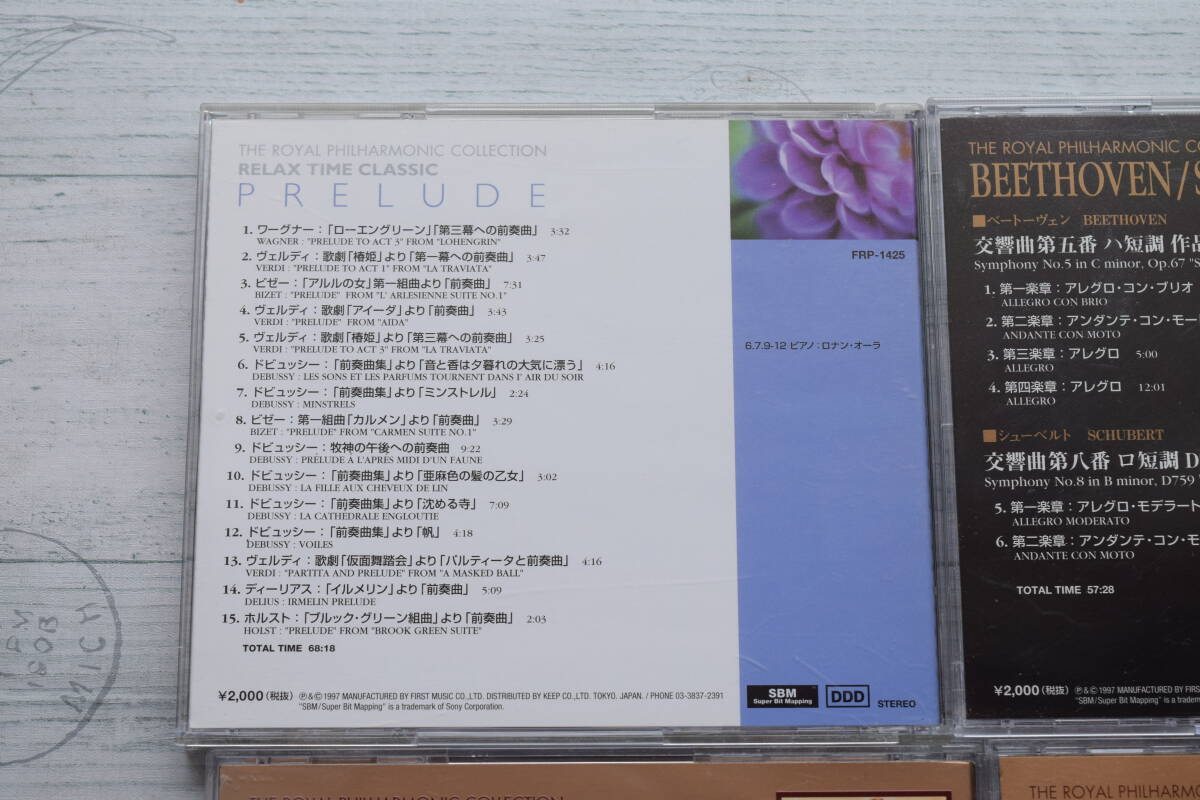 THE ROYAL PHILHARMONIC COLLECTION
RELAX TIME CLASSIC
PRELUDE
1. ワーグナー：「ローエングリーン」「第三幕への前奏曲」 3:32
WAGNER : "PRELUDE TO ACT 3" FROM "LOHENGRIN"
2. ヴェルディ：歌劇「椿姫」より「第一幕への前奏曲」 3:47
VERDI : "PRELUDE TO ACT 1" FROM "LA TRAVIATA"
3. ビゼー：「アルルの女」第一組曲より「前奏曲」 7:31
BIZET : "PRELUDE" FROM "L' ARLESIENNE SUITE NO.1"
4. ヴェルディ：歌劇「アイーダ」より「前奏曲」 3:43
VERDI : "PRELUDE" FROM "AIDA"
5. ヴェルディ：歌劇「椿姫」より「第三幕への前奏曲」 3:25
VERDI : "PRELUDE TO ACT 3" FROM "LA TRAVIATA"
6. ドビュッシー：「前奏曲集」より「音と香は夕暮れの大気に漂う」 4:16
DEBUSSY : LES SONS ET LES PARFUMS TOURNENT DANS I' AIR DU SOIR
7. ドビュッシー：「前奏曲集」より「ミンストレル」 2:24
DEBUSSY : MINSTRELS
8. ビゼー：第一組曲「カルメン」より「前奏曲」 3:29
BIZET : "PRELUDE" FROM "CARMEN SUITE NO.1"
9. ドビュッシー：牧神の午後への前奏曲 9:22
DEBUSSY : PRÉLUDE À L'APRÈS MIDI D'UN FAUNE
10. ドビュッシー：「前奏曲集」より「亜麻色の髪の乙女」 3:02
DEBUSSY : LA FILLE AUX CHEVEUX DE LIN
11. ドビュッシー：「前奏曲集」より「沈める寺」 7:09
DEBUSSY : LA CATHEDRALE ENGLOUTIE
12. ドビュッシー：「前奏曲集」より「帆」 4:18
DEBUSSY : VOILES
13. ヴェルディ：歌劇「仮面舞踏会」より「パルティータと前奏曲」 4:16
VERDI : "PARTITA AND PRELUDE" FROM "A MASKED BALL"
14. ディーリアス：「イルメリン」より「前奏曲」 5:09
DELIUS : IRMELIN PRELUDE
15. ホルスト：「ブルック・グリーン組曲」より「前奏曲」 2:03
HOLST : "PRELUDE" FROM "BROOK GREEN SUITE"
TOTAL TIME 68:18
¥2,000(税抜) ℗&©1997 MANUFACTURED BY FIRST MUSIC CO.,LTD. DISTRIBUTED BY KEEP CO.,LTD. TOKYO. JAPAN. / PHONE 03-3837-2391
"SBM/Super Bit Mapping" is a trademark of Sony Corporation.
FRP-1425
6.7.9-12 ピアノ：ロナン・オーラ
SBM
Super Bit Mapping
DDD
STEREO
THE ROYAL PHILHARMONIC CO
BEETHOVEN/S
■ベートーヴェン BEETHOVEN
交響曲第五番 ハ短調 作品
Symphony No.5 in C minor, Op.67 "S
1. 第一楽章：アレグロ・コン・ブリオ
ALLEGRO CON BRIO
2. 第二楽章：アンダンテ・コン・モー
ANDANTE CON MOTO
3. 第三楽章：アレグロ 5:00
ALLEGRO
4. 第四楽章：アレグロ 12:01
ALLEGRO
■シューベルト SCHUBERT
交響曲第八番 ロ短調 D
Symphony No.8 in B minor, D759
5. 第一楽章：アレグロ・モデラート
ALLEGRO MODERATO
6. 第二楽章：アンダンテ・コン・モ
ANDANTE CON MOTO
TOTAL TIME 57:28
¥2,000(税抜) ℗&©1997 MANUFACTURED BY FIRS
"SBM/Super Bit Mapping" is a tradema
THE ROYAL PHILHARMONIC COLLECTION
THE ROYAL PHILHARMO
PM
1908
MICH